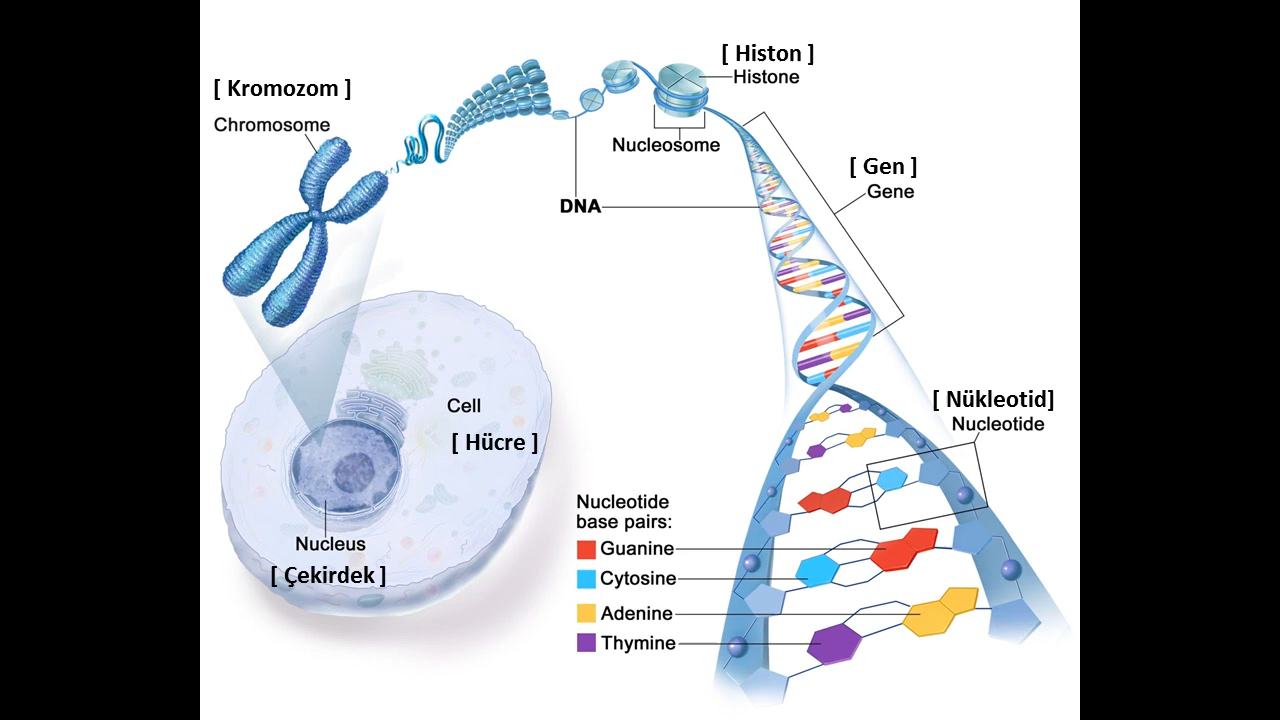 [ Kromozom ]
Chromosome
[ Histon ]
Histone
Nucleosome
DNA
[ Gen ]
Gene
[ Nükleotid]
Nucleotide
Cell
[ Hücre ]
Nucleus
[ Çekirdek ]
Nucleotide
base pairs:
Guanine
Cytosine
Adenine
Thymine